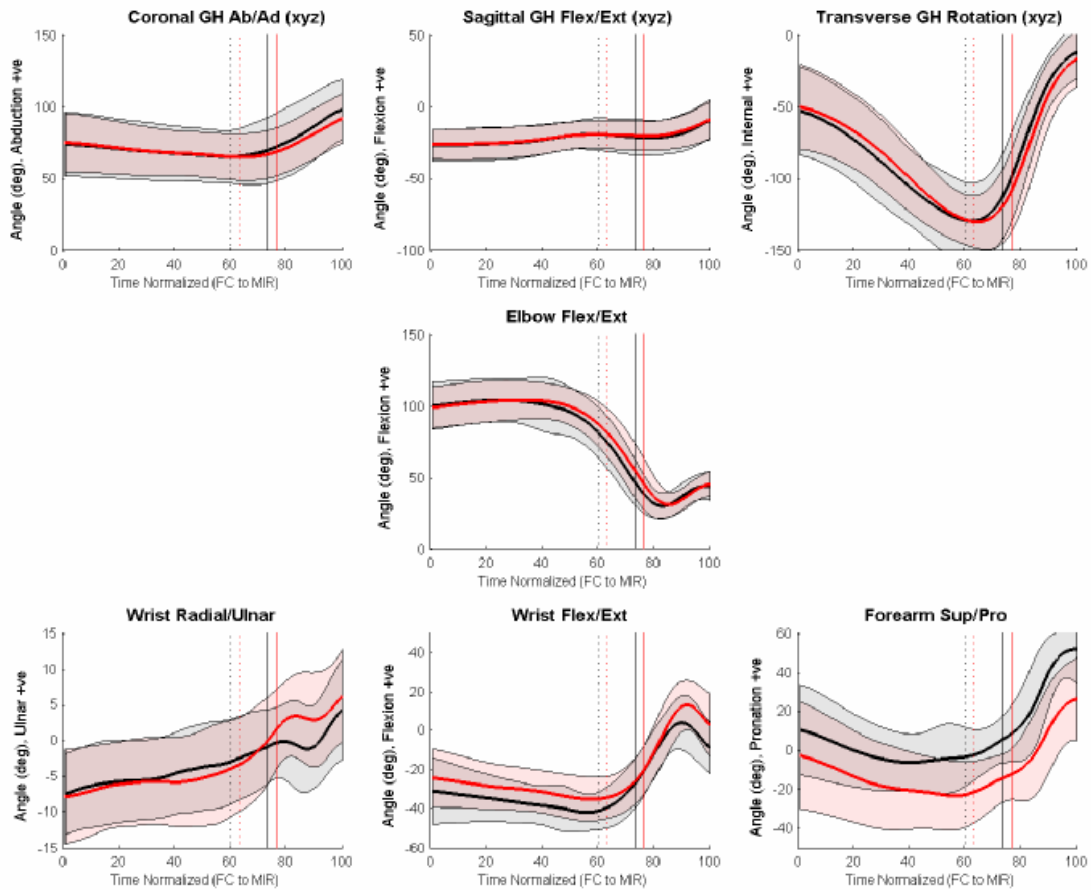 Coronal GH Ab/Ad (xyz)
Angle (deg), Abduction +ve
150
100
50
0
0 20 40 60 80 100
Time Normalized (FC to MIR)
Sagittal GH Flex/Ext (xyz)
Angle (deg), Flexion +ve
50
0
-50
-100
0 20 40 60 80 100
Time Normalized (FC to MIR)
Transverse GH Rotation (xyz)
Angle (deg), Internal +ve
0
-50
-100
-150
0 20 40 60 80 100
Time Normalized (FC to MIR)
Elbow Flex/Ext
Angle (deg), Flexion +ve
150
100
50
0
0 20 40 60 80 100
Time Normalized (FC to MIR)
Wrist Radial/Ulnar
Angle (deg), Ulnar +ve
15
10
5
0
-5
-10
-15
0 20 40 60 80 100
Time Normalized (FC to MIR)
Wrist Flex/Ext
Angle (deg), Flexion +ve
40
20
0
-20
-40
-60
0 20 40 60 80 100
Time Normalized (FC to MIR)
Forearm Sup/Pro
Angle (deg), Pronation +ve
60
40
20
0
-20
-40
0 20 40 60 80 100
Time Normalized (FC to MIR)